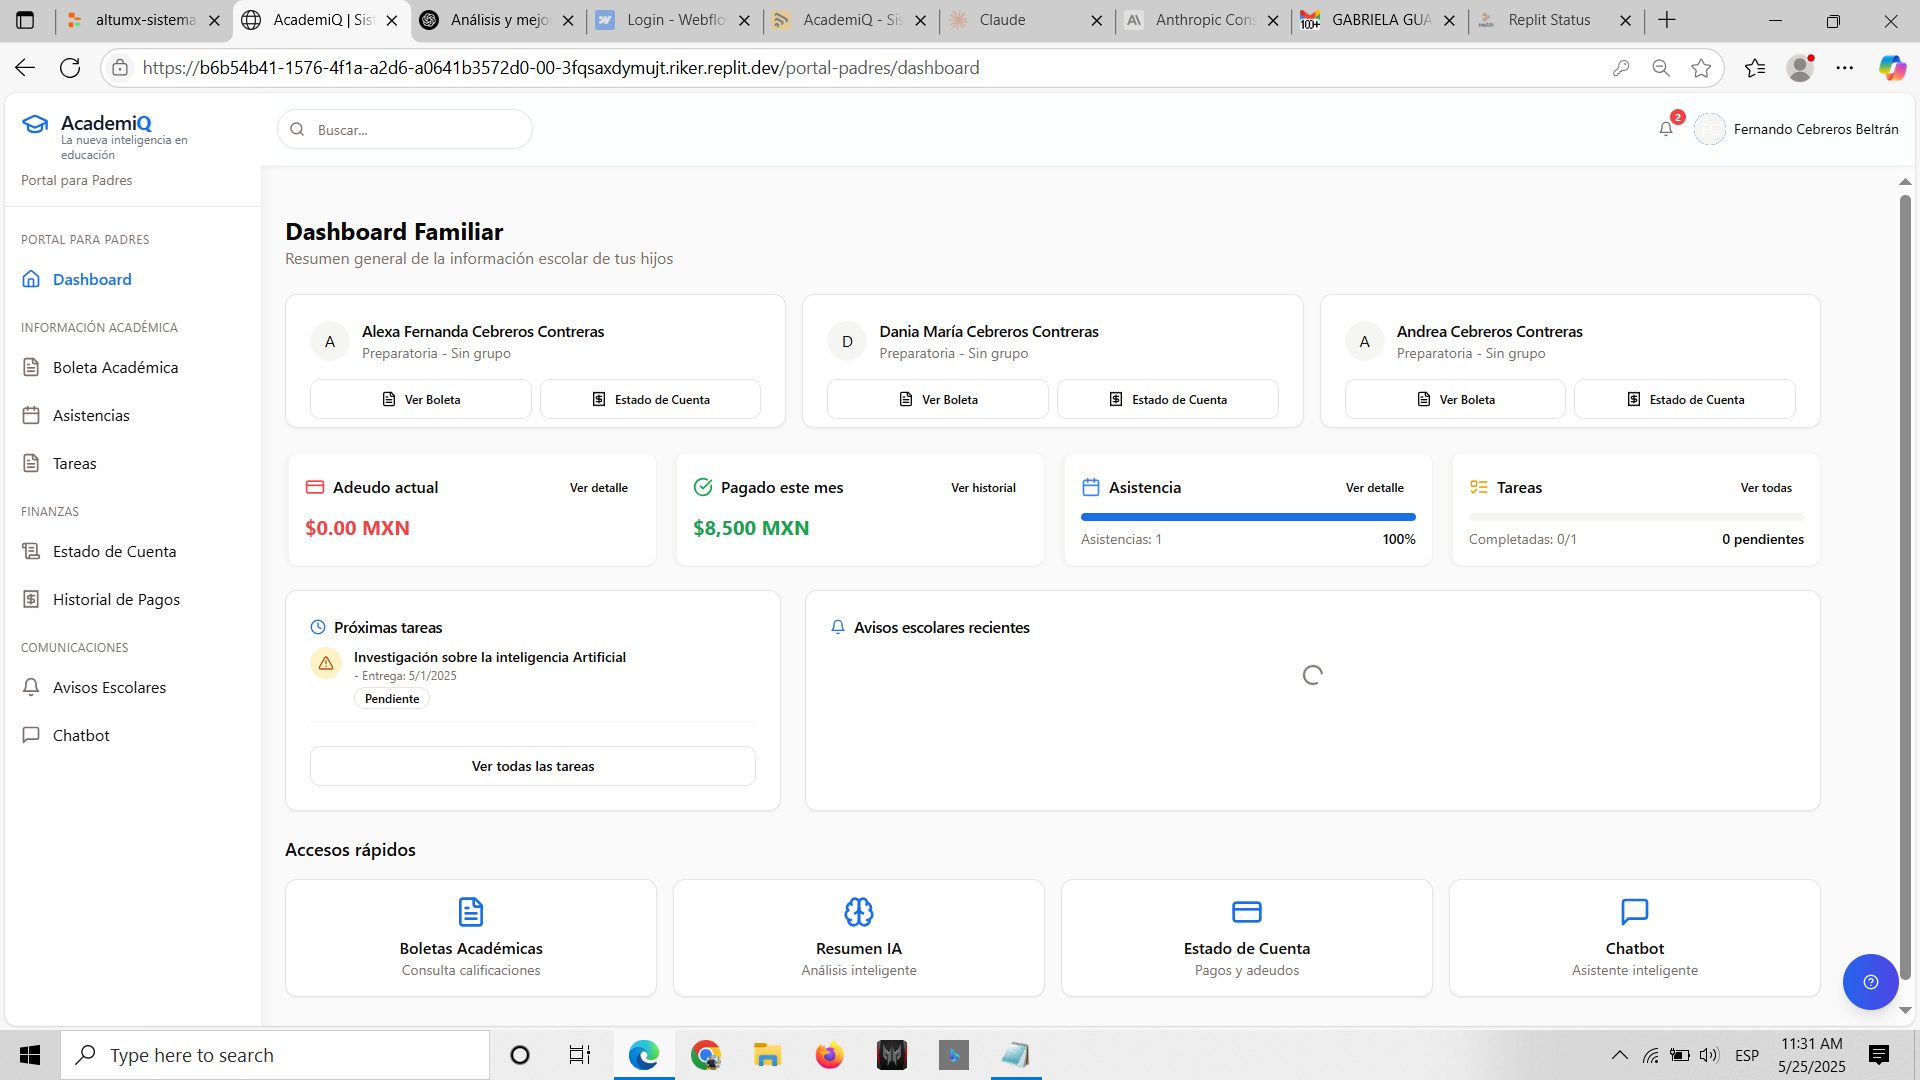 altumx-sistema
AcademiQ | Sist
Análisis y mejo
Login - Webflo
AcademiQ - Sis
Claude
Anthropic Cons
GABRIELA GUA
Replit Status
https://b6b54b41-1576-4f1a-a2d6-a0641b3572d0-00-3fqsaxdymujt.riker.replit.dev/portal-padres/dashboard
AcademiQ
La nueva inteligencia en
educación
Portal para Padres
Buscar...
2
FC
Fernando Cebreros Beltrán
PORTAL PARA PADRES
Dashboard
INFORMACIÓN ACADÉMICA
Boleta Académica
Asistencias
Tareas
FINANZAS
Estado de Cuenta
Historial de Pagos
COMUNICACIONES
Avisos Escolares
Chatbot
Dashboard Familiar
Resumen general de la información escolar de tus hijos
A
Alexa Fernanda Cebreros Contreras
Preparatoria - Sin grupo
Ver Boleta
Estado de Cuenta
D
Dania María Cebreros Contreras
Preparatoria - Sin grupo
Ver Boleta
Estado de Cuenta
A
Andrea Cebreros Contreras
Preparatoria - Sin grupo
Ver Boleta
Estado de Cuenta
Adeudo actual
Ver detalle
$0.00 MXN
Pagado este mes
Ver historial
$8,500 MXN
Asistencia
Ver detalle
Asistencias: 1
100%
Tareas
Ver todas
Completadas: 0/1
0 pendientes
Próximas tareas
Investigación sobre la inteligencia Artificial
- Entrega: 5/1/2025
Pendiente
Ver todas las tareas
Avisos escolares recientes
Accesos rápidos
Boletas Académicas
Consulta calificaciones
Resumen IA
Análisis inteligente
Estado de Cuenta
Pagos y adeudos
Chatbot
Asistente inteligente
Type here to search
ESP
11:31 AM
5/25/2025